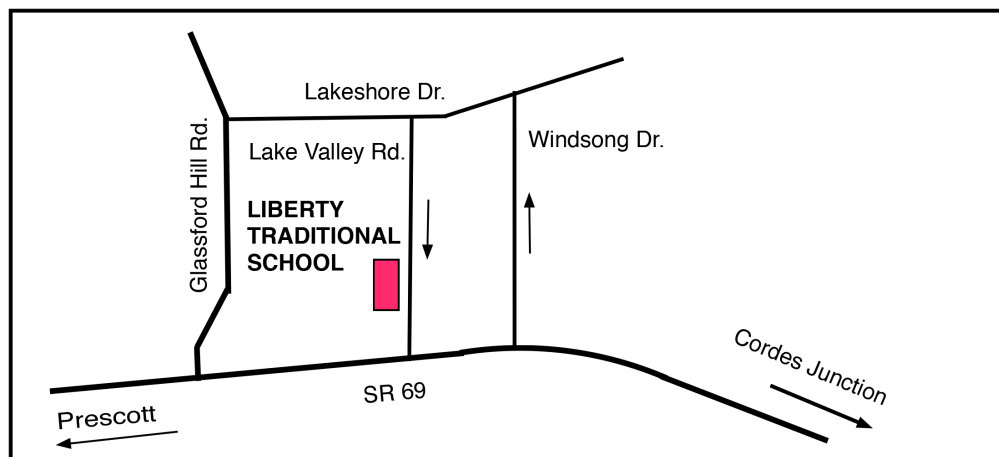 Lakeshore Dr.
Windsong Dr.
Lake Valley Rd.
Glassford Hill Rd.
LIBERTY
TRADITIONAL
SCHOOL
Cordes Junction
SR 69
Prescott